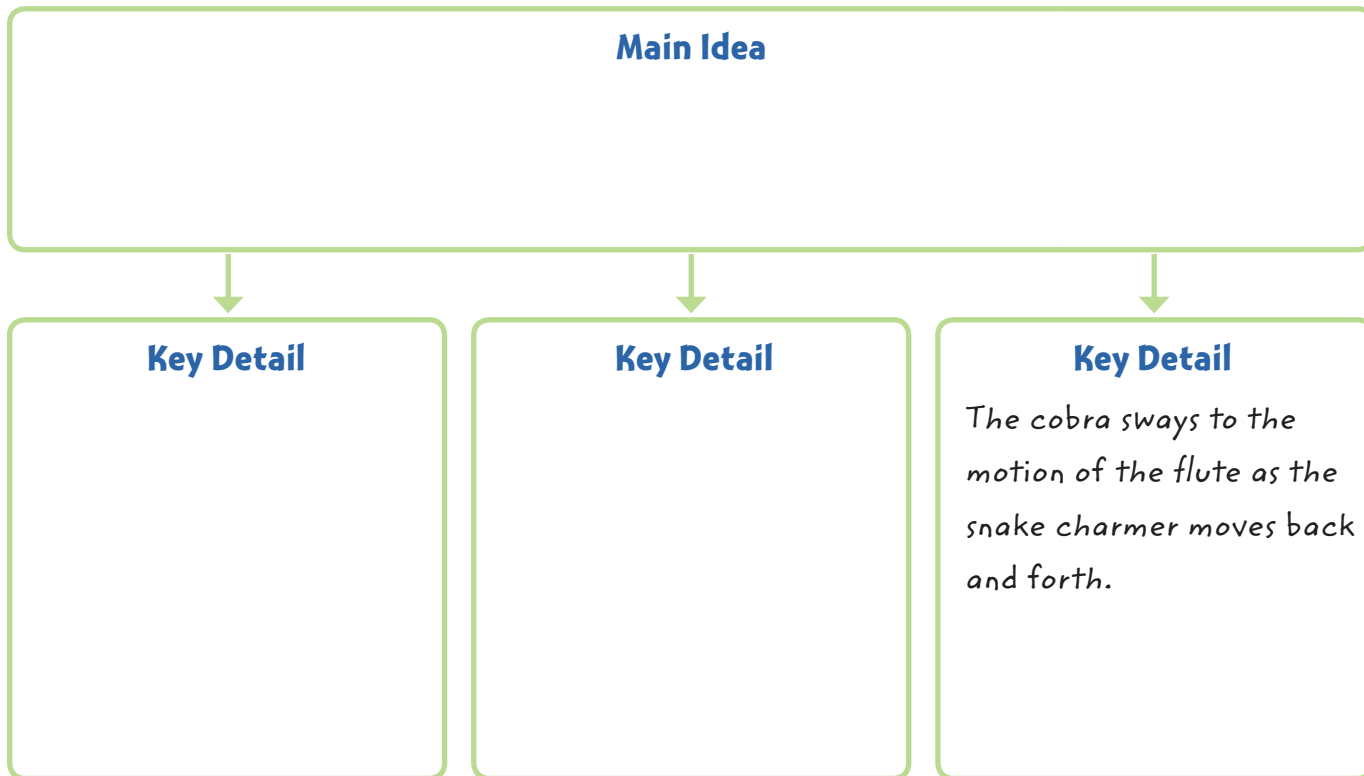 Main Idea
Key Detail
Key Detail
Key Detail
The cobra sways to the
motion of the flute as the
snake charmer moves back
and forth.